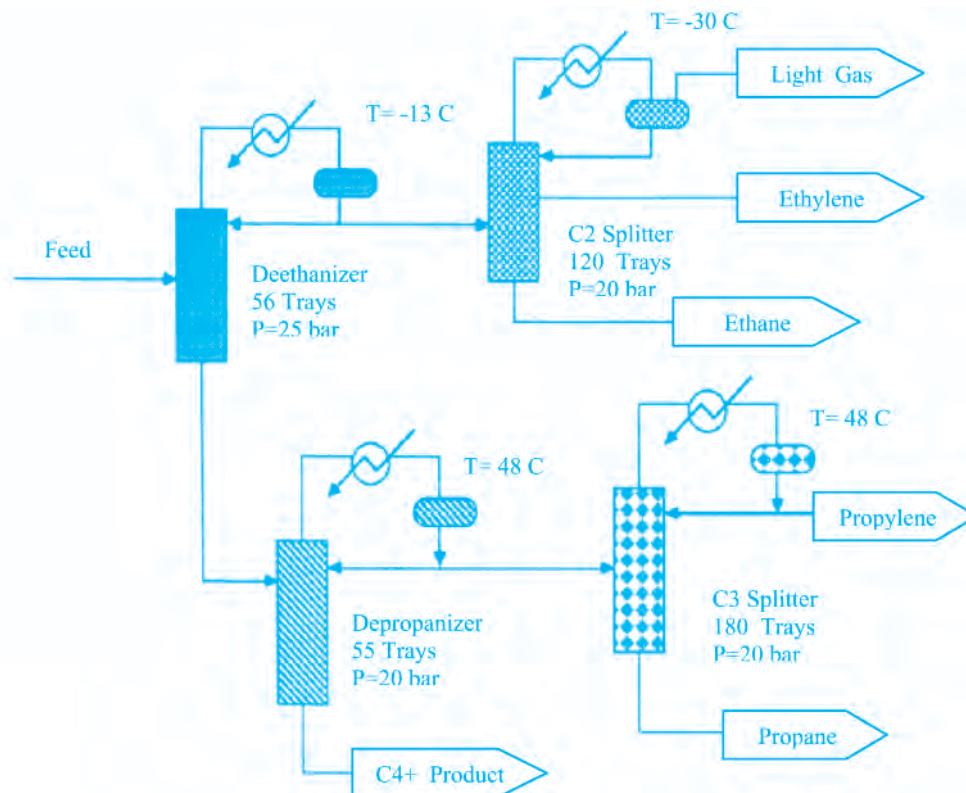 T= -30 C
Light Gas
T= -13 C
Ethylene
Feed
C2 Splitter
120 Trays
P=20 bar
Deethanizer
56 Trays
P=25 bar
Ethane
T= 48 C
T= 48 C
Propylene
C3 Splitter
180 Trays
P=20 bar
Depropanizer
55 Trays
P=20 bar
Propane
C4+ Product